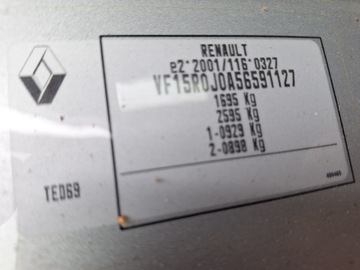 RENAULT
e2*2001/116*0327
VF15R0J0A56591127
1695 Kg
2595 Kg
1-0929 Kg
2-0898 Kg
TED69